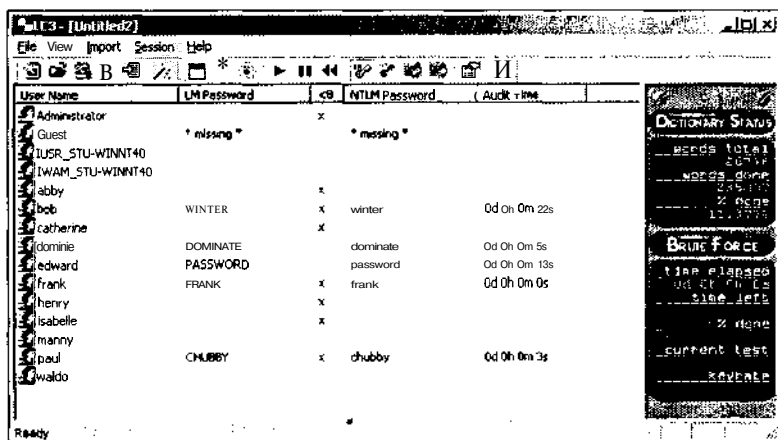 LC3 - [Untitled2]
File View Import Session Help
User Name LM Password <8 NTLM Password Audit Time
Administrator x
Guest * missing * * missing *
IUSR_STU-WINNT40
IWAM_STU-WINNT40
abby x
bob WINTER x winter 0d 0h 0m 22s
catherine x
dominie DOMINATE dominate 0d 0h 0m 5s
edward PASSWORD password 0d 0h 0m 13s
frank FRANK x frank 0d 0h 0m 0s
henry x
isabelle x
manny
paul CHUBBY x chubby 0d 0h 0m 3s
waldo
Ready
DICTIONARY STATUS
words total
words done
% done
BRUTE FORCE
time elapsed
time left
% done
current test
keyrate